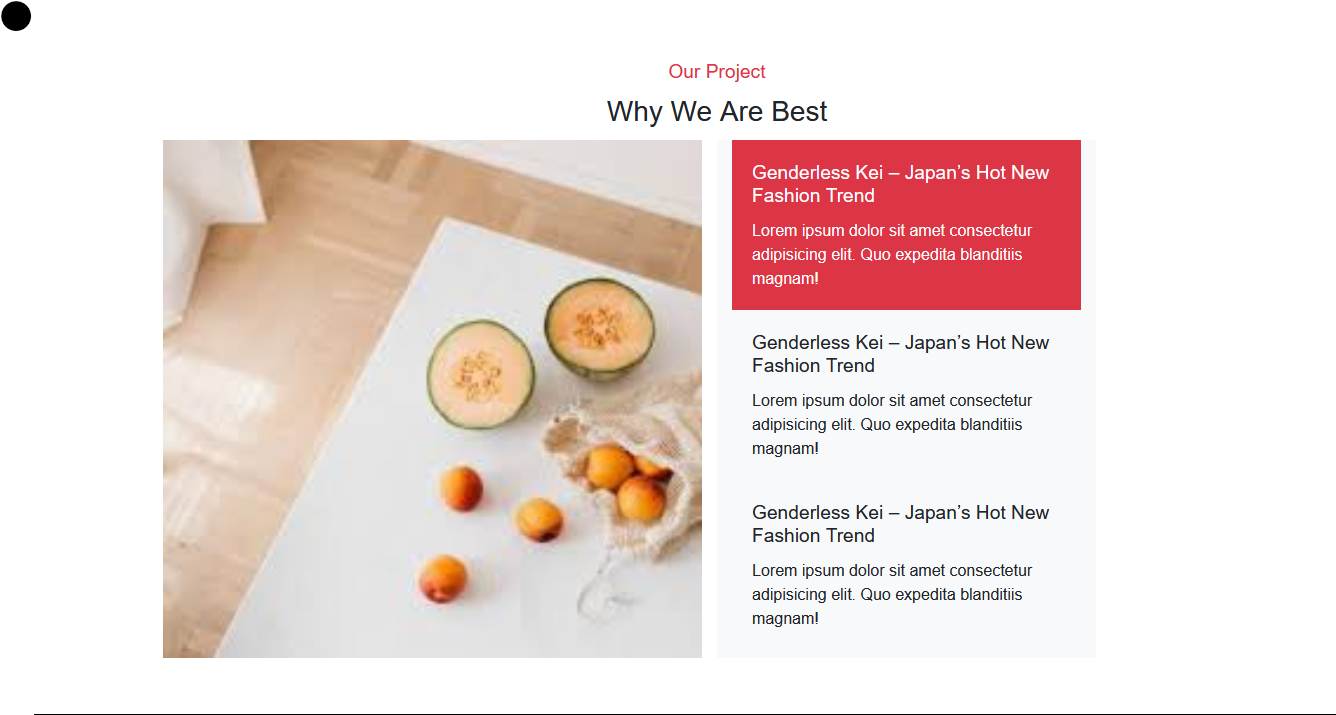 Our Project
Why We Are Best
Genderless Kei – Japan’s Hot New
Fashion Trend
Lorem ipsum dolor sit amet consectetur
adipisicing elit. Quo expedita blanditiis
magnam!
Genderless Kei – Japan’s Hot New
Fashion Trend
Lorem ipsum dolor sit amet consectetur
adipisicing elit. Quo expedita blanditiis
magnam!
Genderless Kei – Japan’s Hot New
Fashion Trend
Lorem ipsum dolor sit amet consectetur
adipisicing elit. Quo expedita blanditiis
magnam!